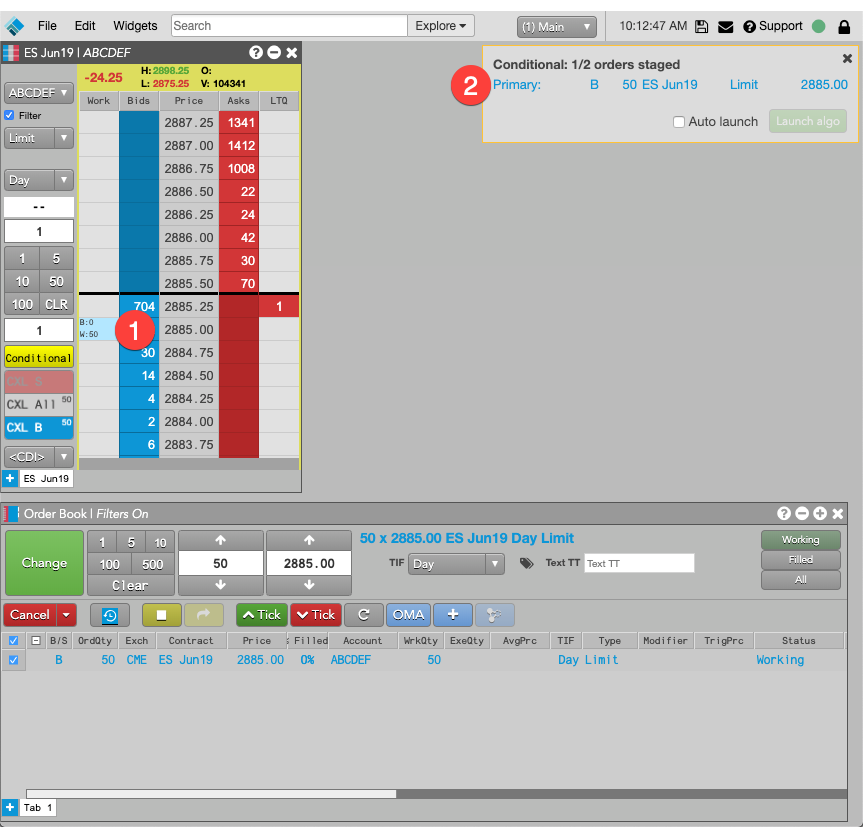 File Edit Widgets Search Explore (1) Main 10:12:47 AM Support
ES Jun19 | ABCDEF
-24.25 H:2898.25 O:
L: 2875.25 V: 104341
Work Bids Price Asks LTQ
2887.25 1341
2887.00 1412
2886.75 1008
2886.50 22
2886.25 24
2886.00 42
2885.75 30
2885.50 70
704 2885.25 1
B:0
W:50
1
2885.00
30 2884.75
14 2884.50
4 2884.25
2 2884.00
6 2883.75
ABCDEF
Filter
Limit
Day
--
1
1 5
10 50
100 CLR
1
Conditional
CXL S
CXL All 50
CXL B 50
<CDI>
+ ES Jun19
2
Conditional: 1/2 orders staged
Primary: B 50 ES Jun19 Limit 2885.00
Auto launch Launch algo
Order Book | Filters On
Change
1 5 10
100 500
Clear
50
2885.00
50 x 2885.00 ES Jun19 Day Limit
TIF Day Text TT Text TT
Working
Filled
All
Cancel Tick Tick C OMA +
B/S OrdQty Exch Contract Price % Filled Account WrkQty ExeQty AvgPrc TIF Type Modifier TrigPrc Status
B 50 CME ES Jun19 2885.00 0% ABCDEF 50 Day Limit Working
+ Tab 1